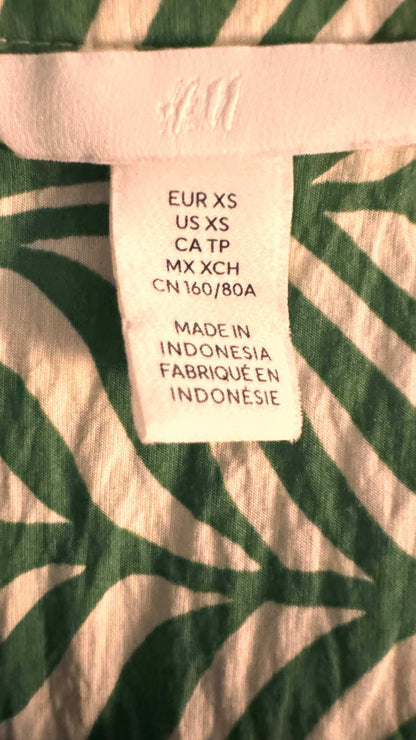 H&M
EUR XS
US XS
CA TP
MX XCH
CN 160/80A
MADE IN
INDONESIA
FABRIQUÉ EN
INDONÉSIE